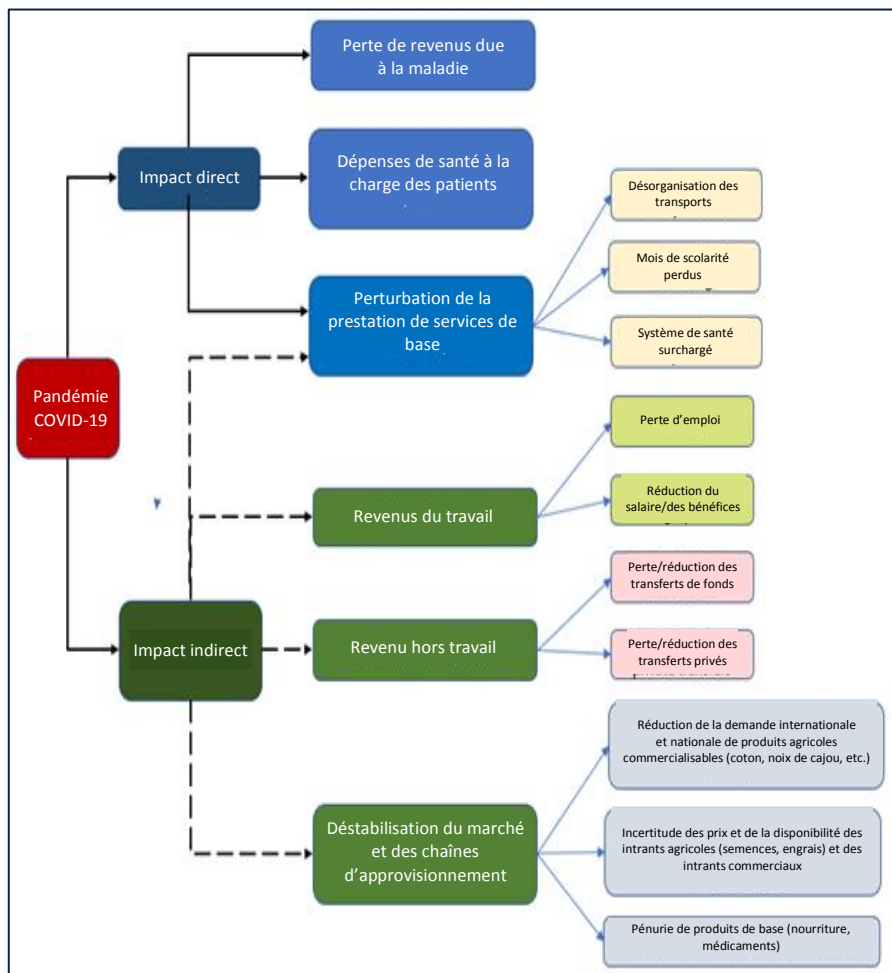 Perte de revenus due
à la maladie
Impact direct
Dépenses de santé à la
charge des patients
Désorganisation des
transports
Mois de scolarité
perdus
Perturbation de la
prestation de services de
base
Système de santé
surchargé
Pandémie
COVID-19
Perte d’emploi
Revenus du travail
Réduction du
salaire/des bénéfices
Perte/réduction des
transferts de fonds
Impact indirect
Revenu hors travail
Perte/réduction des
transferts privés
Réduction de la demande internationale
et nationale de produits agricoles
commercialisables (coton, noix de cajou, etc.)
Déstabilisation du marché
et des chaînes
d’approvisionnement
Incertitude des prix et de la disponibilité des
intrants agricoles (semences, engrais) et des
intrants commerciaux
Pénurie de produits de base (nourriture,
médicaments)